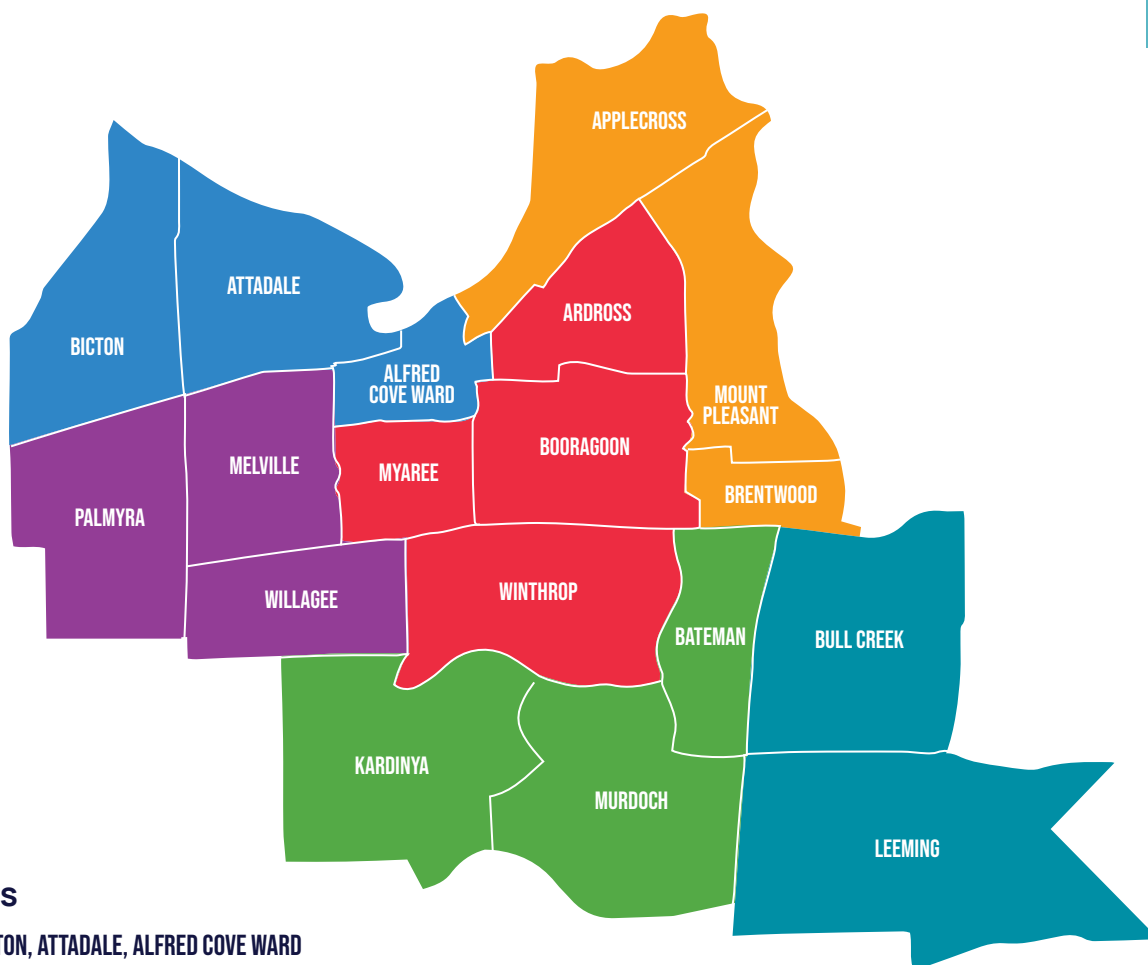 APPLECROSS
ATTADALE
ARDROSS
BICTON
ALFRED
COVE WARD
MOUNT
PLEASANT
BOORAGOON
MELVILLE
MYAREE
BRENTWOOD
PALMYRA
WINTHROP
WILLAGEE
BATEMAN
BULL CREEK
KARDINYA
MURDOCH
LEEMING
S
TON, ATTADALE, ALFRED COVE WARD